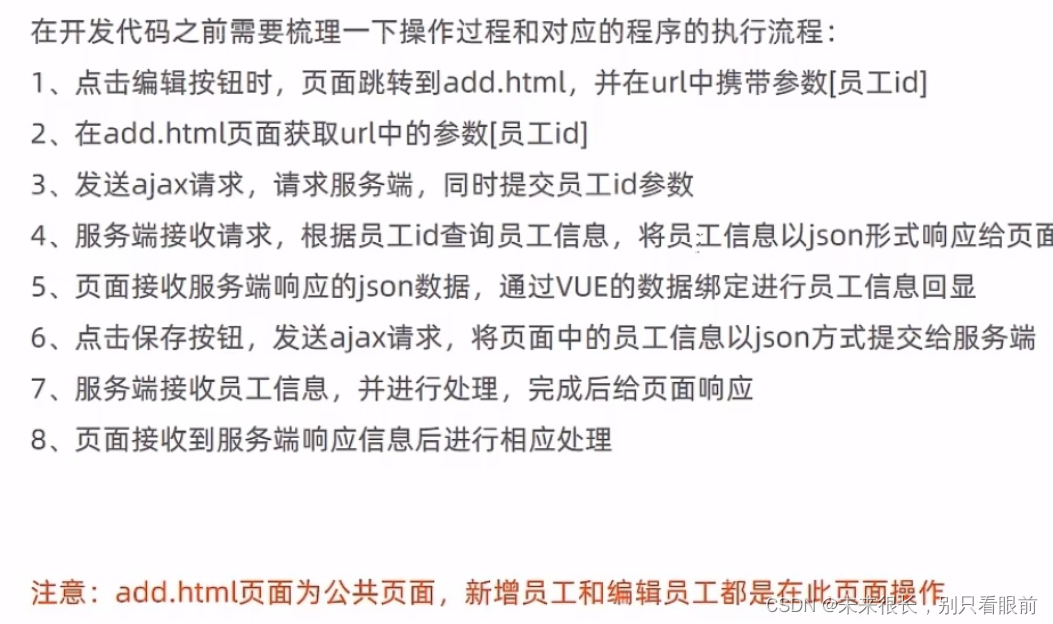 在开发代码之前需要梳理一下操作过程和对应的程序的执行流程：
1、点击编辑按钮时，页面跳转到add.html，并在url中携带参数[员工id]
2、在add.html页面获取url中的参数[员工id]
3、发送ajax请求，请求服务端，同时提交员工id参数
4、服务端接收请求，根据员工id查询员工信息，将员工信息以json形式响应给页面
5、页面接收服务端响应的json数据，通过VUE的数据绑定进行员工信息回显
6、点击保存按钮，发送ajax请求，将页面中的员工信息以json方式提交给服务端
7、服务端接收员工信息，并进行处理，完成后给页面响应
8、页面接收到服务端响应信息后进行相应处理
注意：add.html页面为公共页面，新增员工和编辑员工都是在此页面操作
CSDN @未来很长，别只看眼前